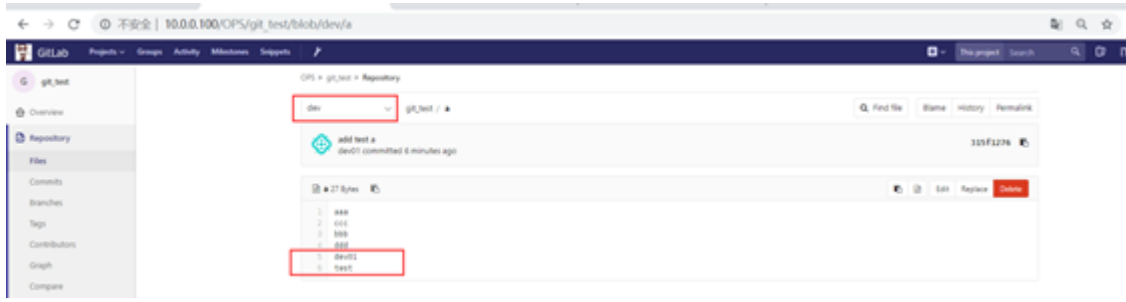 不安全 | 10.0.0.100/OPS/git_test/blob/dev/a
GitLab Projects Groups Activity Milestones Snippets This project Search
G git_test
OPS > git_test > Repository
dev git_test / a Find file Blame History Permalink
Overview
Repository
add test a 315f1276
dev01 committed 6 minutes ago
Files
Commits
a 27 Bytes Edit Replace Delete
Branches
1 aaa
Tags
2 ccc
3 bbb
Contributors
4 ddd
5 dev01
Graph
6 test
Compare